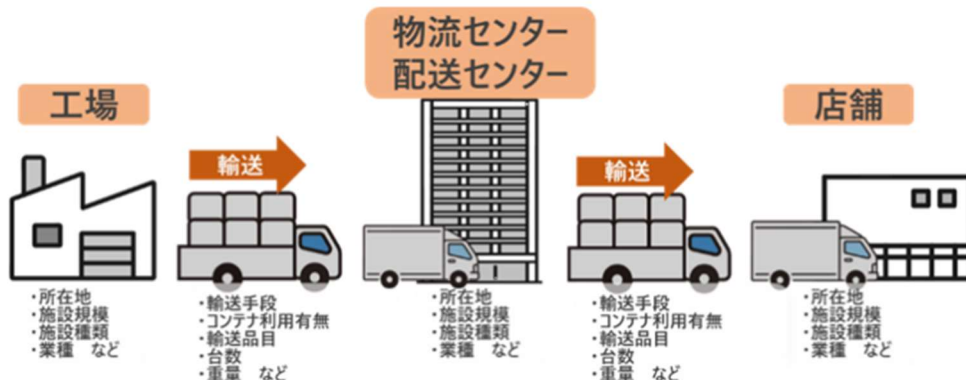 物流センター
配送センター
工場
店舗
輸送
輸送
・所在地
・施設規模
・施設種類
・業種 など
・輸送手段
・コンテナ利用有無
・輸送品目
・台数
・重量 など
・所在地
・施設規模
・施設種類
・業種 など
・輸送手段
・コンテナ利用有無
・輸送品目
・台数
・重量 など
・所在地
・施設規模
・施設種類
・業種 など